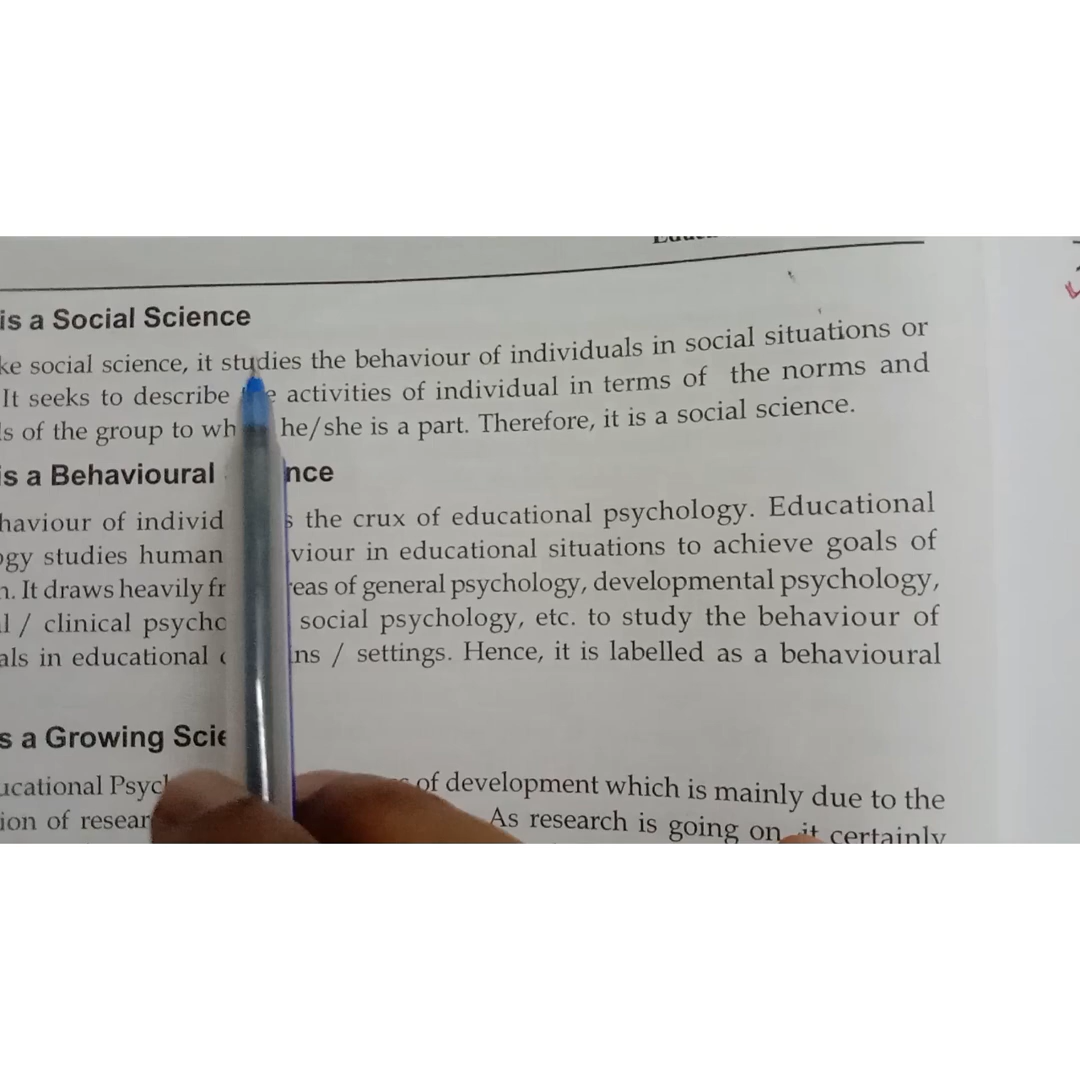 is a Social Science
ke social science, it studies the behaviour of individuals in social situations or
It seeks to describe activities of individual in terms of the norms and
s of the group to wh he/she is a part. Therefore, it is a social science.
is a Behavioural nce
haviour of individ s the crux of educational psychology. Educational
gy studies human viour in educational situations to achieve goals of
n. It draws heavily fr eas of general psychology, developmental psychology,
l / clinical psycho social psychology, etc. to study the behaviour of
als in educational ns / settings. Hence, it is labelled as a behavioural
s a Growing Scie
ucational Psych of development which is mainly due to the
ion of resear As research is going on it certainly